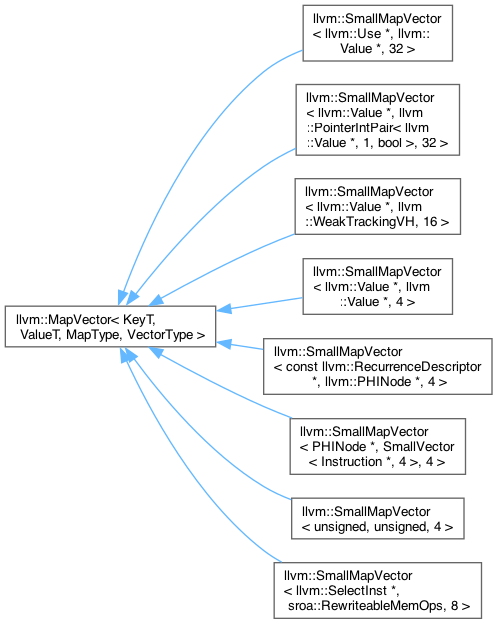 llvm::SmallMapVector
< llvm::Use *, llvm::
Value *, 32 >
llvm::SmallMapVector
< llvm::Value *, llvm
::PointerIntPair< llvm
::Value *, 1, bool >, 32 >
llvm::SmallMapVector
< llvm::Value *, llvm
::WeakTrackingVH, 16 >
llvm::SmallMapVector
< llvm::Value *, llvm
::Value *, 4 >
llvm::MapVector< KeyT,
ValueT, MapType, VectorType >
llvm::SmallMapVector
< const llvm::RecurrenceDescriptor
*, llvm::PHINode *, 4 >
llvm::SmallMapVector
< PHINode *, SmallVector
< Instruction *, 4 >, 4 >
llvm::SmallMapVector
< unsigned, unsigned, 4 >
llvm::SmallMapVector
< llvm::SelectInst *,
sroa::RewriteableMemOps, 8 >